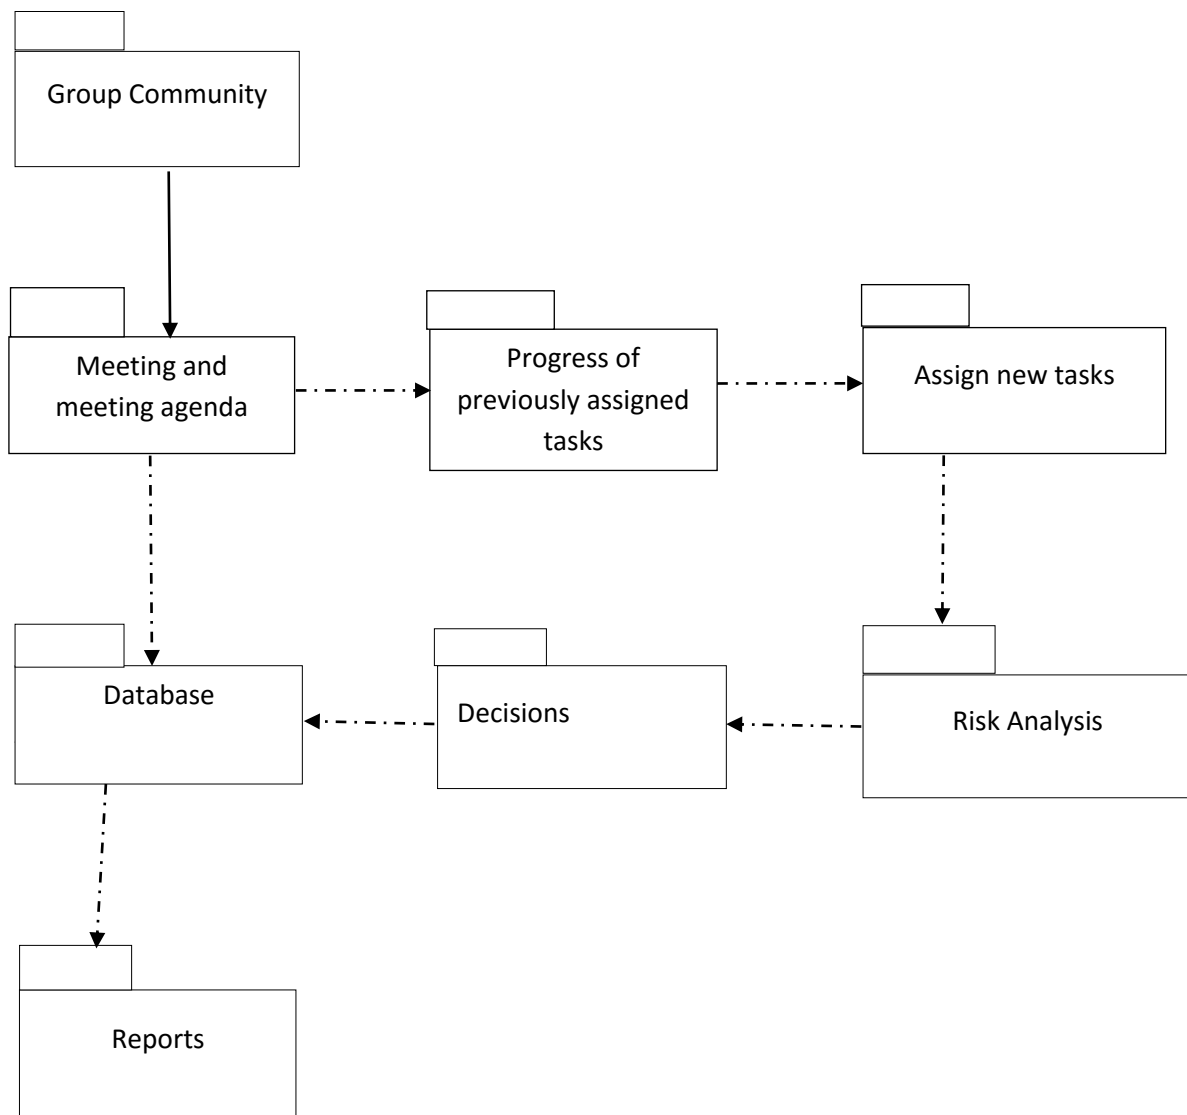 Group Community
Meeting and
meeting agenda
Progress of
previously assigned
tasks
Assign new tasks
Database
Decisions
Risk Analysis
Reports